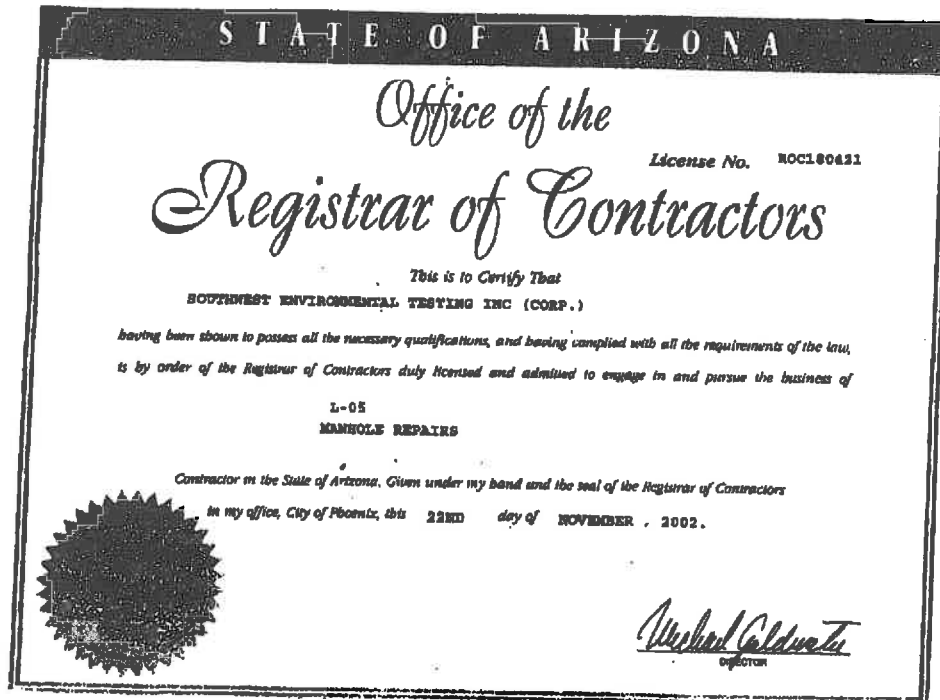 STATE OF ARIZONA
Office of the
License No. ROC180421
Registrar of Contractors
This is to Certify That
SOUTHWEST ENVIRONMENTAL TESTING INC (CORP.)
having been shown to possess all the necessary qualifications, and having complied with all the requirements of the law,
is by order of the Registrar of Contractors duly licensed and admitted to engage in and pursue the business of
L-05
MANHOLE REPAIRS
Contractor in the State of Arizona. Given under my hand and the seal of the Registrar of Contractors
in my office, City of Phoenix, this 22ND day of NOVEMBER , 2002.
Michael Goldwater
DIRECTOR